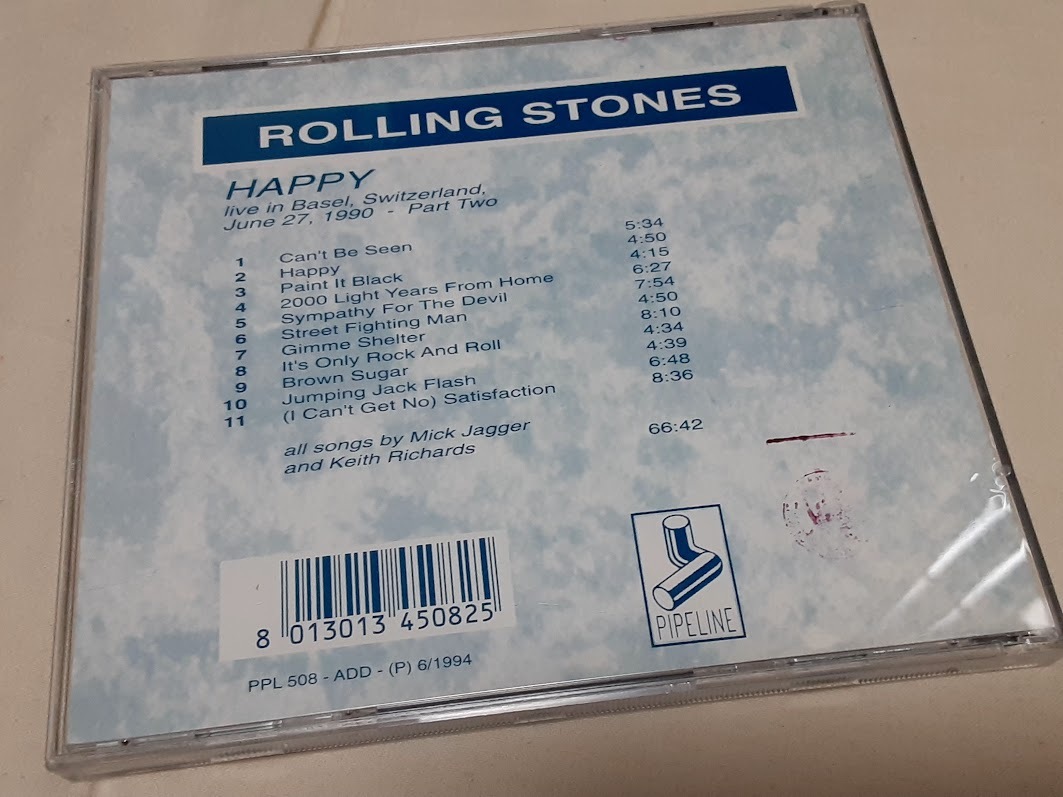 ROLLING STONES
HAPPY
live in Basel, Switzerland,
June 27, 1990 - Part Two
1 Can't Be Seen 5:34
2 Happy 4:50
3 Paint It Black 4:15
4 2000 Light Years From Home 6:27
5 Sympathy For The Devil 7:54
6 Street Fighting Man 4:50
7 Gimme Shelter 8:10
8 It's Only Rock And Roll 4:34
9 Brown Sugar 4:39
10 Jumping Jack Flash 6:48
11 (I Can't Get No) Satisfaction 8:36
all songs by Mick Jagger 66:42
and Keith Richards
8 013013 450825
PIPELINE
PPL 508 - ADD - (P) 6/1994